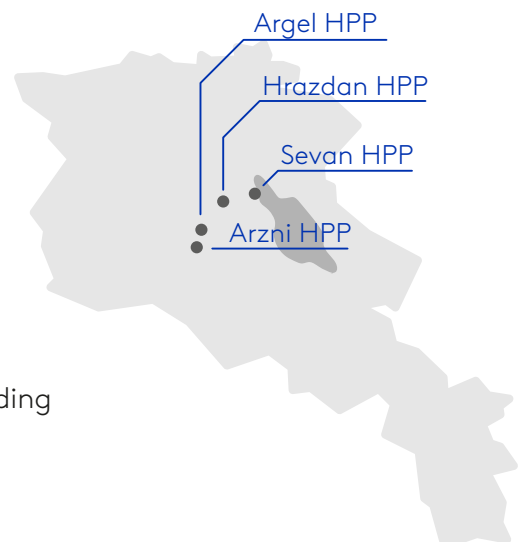 Argel HPP
Hrazdan HPP
Sevan HPP
Arzni HPP
ding